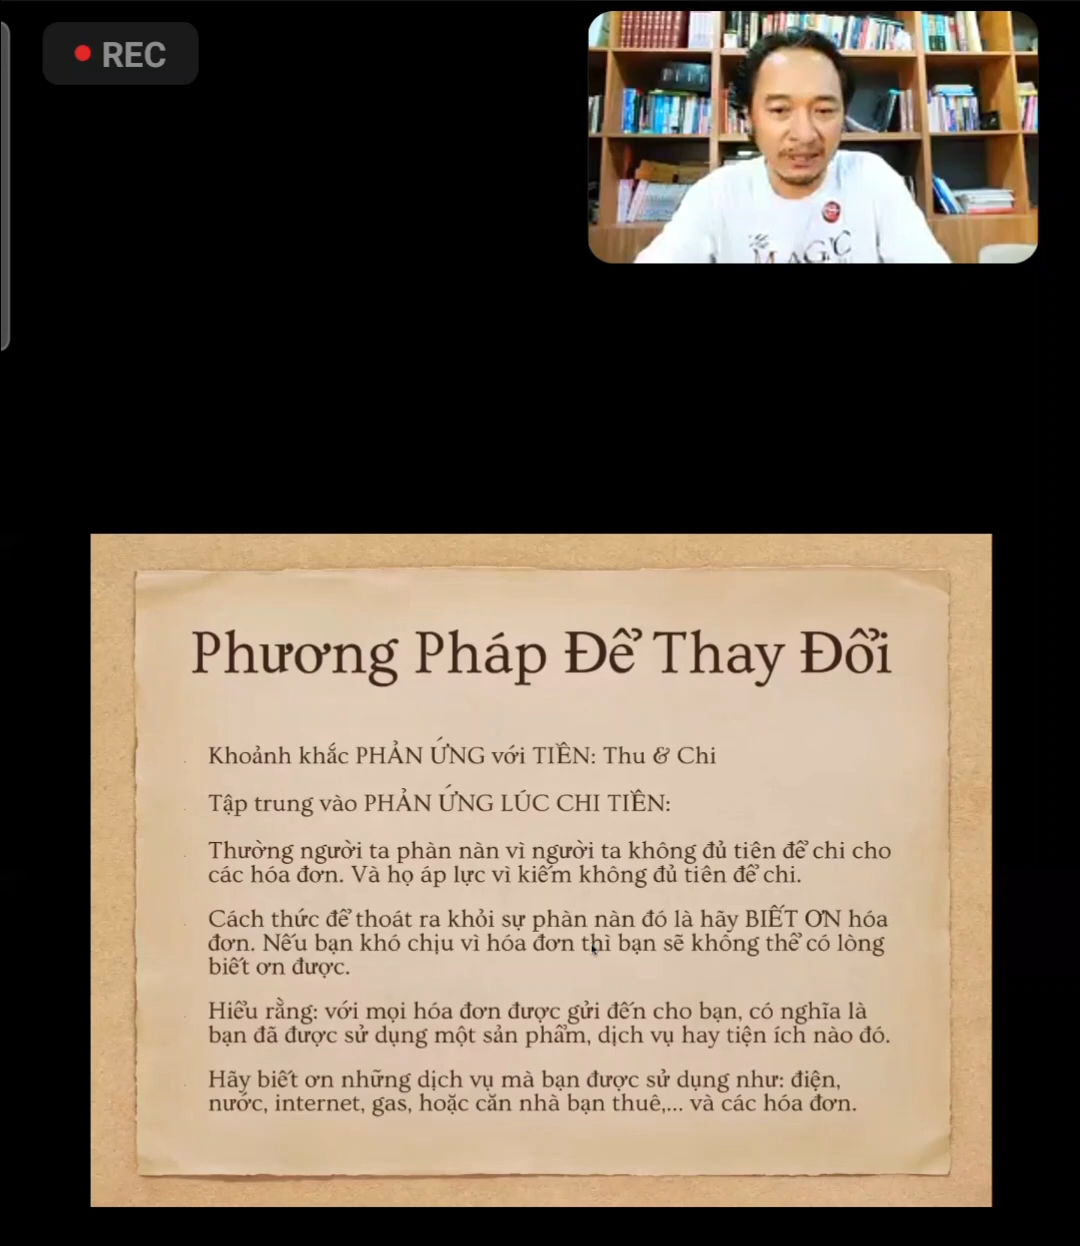 REC
The
MAGIC
Phương Pháp Để Thay Đổi
Khoảnh khắc PHẢN ỨNG với TIỀN: Thu & Chi
Tập trung vào PHẢN ỨNG LÚC CHI TIỀN:
Thường người ta phàn nàn vì người ta không đủ tiền để chi cho
các hóa đơn. Và họ áp lực vì kiếm không đủ tiền để chi.
Cách thức để thoát ra khỏi sự phàn nàn đó là hãy BIẾT ƠN hóa
đơn. Nếu bạn khó chịu vì hóa đơn thì bạn sẽ không thể có lòng
biết ơn được.
Hiểu rằng: với mọi hóa đơn được gửi đến cho bạn, có nghĩa là
bạn đã được sử dụng một sản phẩm, dịch vụ hay tiện ích nào đó.
Hãy biết ơn những dịch vụ mà bạn được sử dụng như: điện,
nước, internet, gas, hoặc căn nhà bạn thuê,... và các hóa đơn.